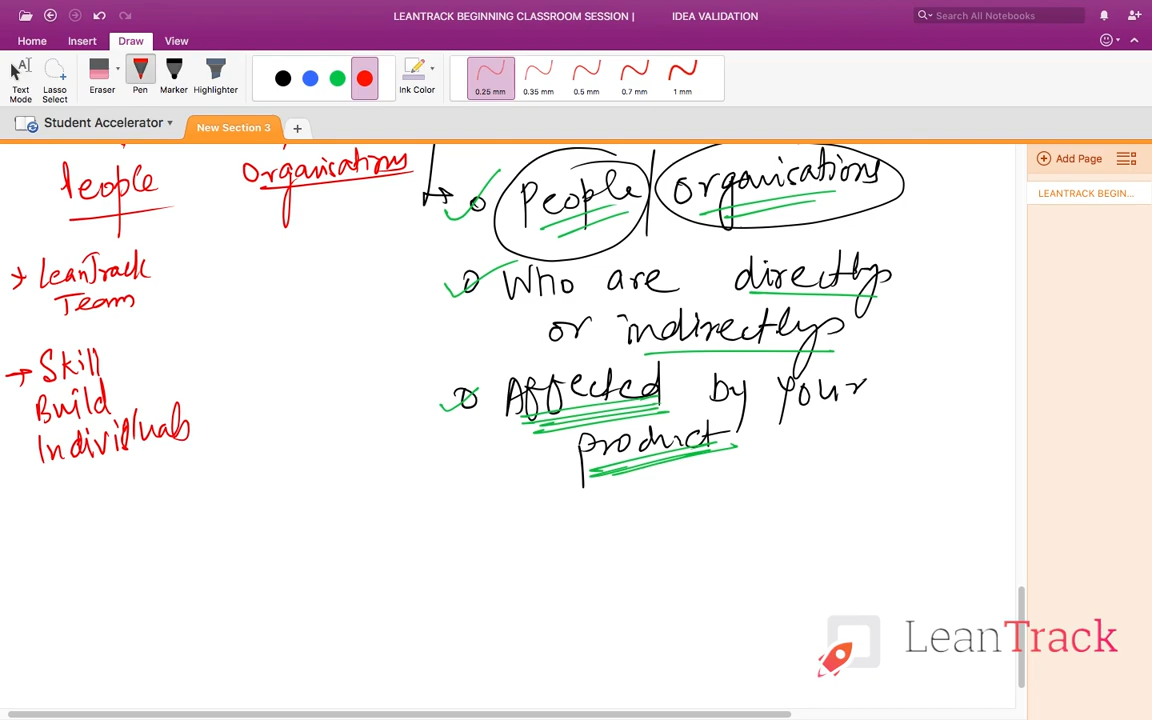 LEANTRACK BEGINNING CLASSROOM SESSION | IDEA VALIDATION
Search All Notebooks
Home Insert Draw View
Text Mode
Lasso Select
Eraser
Pen
Marker
Highlighter
Ink Color
0.25 mm 0.35 mm 0.5 mm 0.7 mm 1 mm
Student Accelerator
New Section 3
Add Page
LEANTRACK BEGIN...
People
Organisations
→ LeanTrack
Team
→ Skill
Build
Individuals
People | Organisations
Who are directly
or indirectly
Affected by your
product
LeanTrack